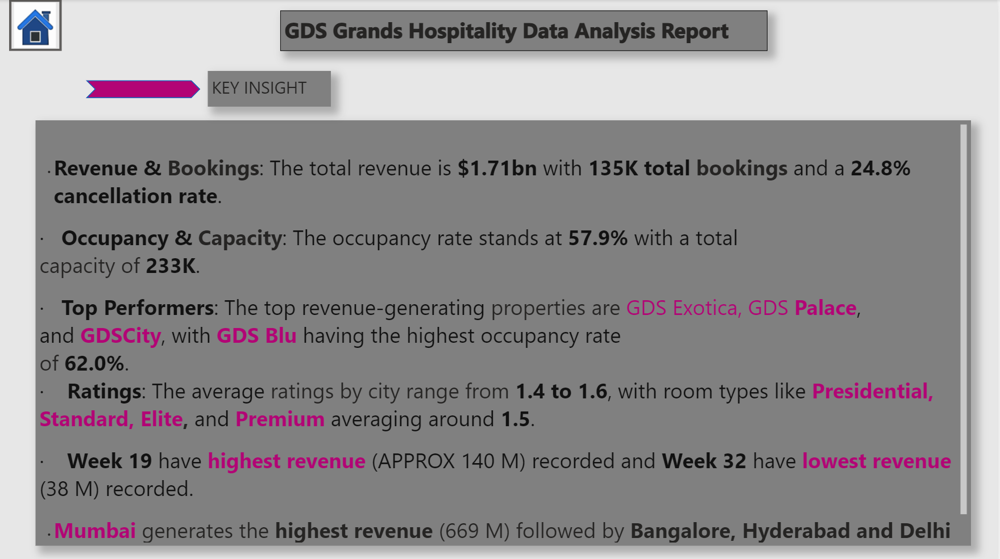 GDS Grands Hospitality Data Analysis Report
KEY INSIGHT
· Revenue & Bookings: The total revenue is $1.71bn with 135K total bookings and a 24.8%
cancellation rate.
· Occupancy & Capacity: The occupancy rate stands at 57.9% with a total
capacity of 233K.
· Top Performers: The top revenue-generating properties are GDS Exotica, GDS Palace,
and GDSCity, with GDS Blu having the highest occupancy rate
of 62.0%.
· Ratings: The average ratings by city range from 1.4 to 1.6, with room types like Presidential,
Standard, Elite, and Premium averaging around 1.5.
· Week 19 have highest revenue (APPROX 140 M) recorded and Week 32 have lowest revenue
(38 M) recorded.
· Mumbai generates the highest revenue (669 M) followed by Bangalore, Hyderabad and Delhi